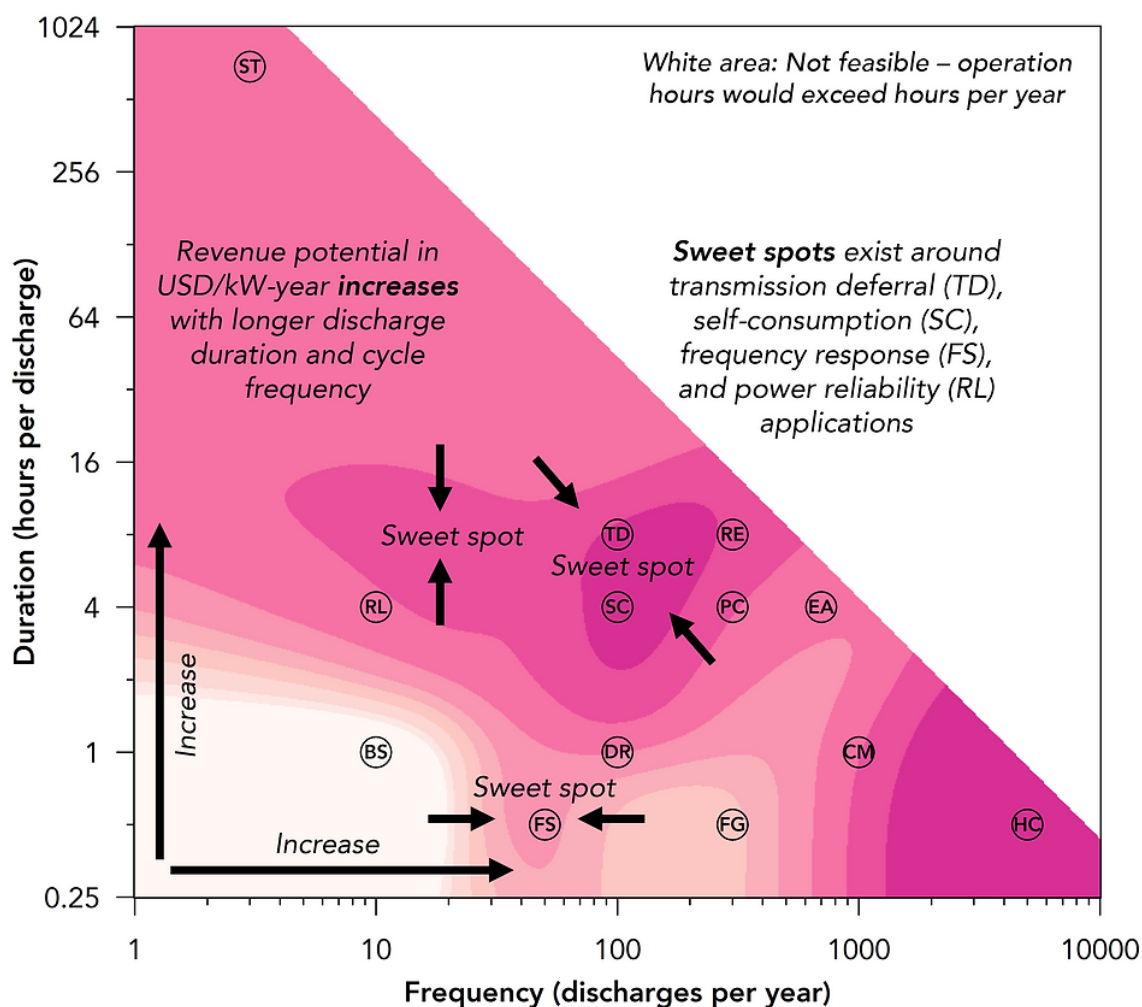 1024
256
64
16
4
1
0.25
Duration (hours per discharge)
ST
White area: Not feasible – operation
hours would exceed hours per year
Revenue potential in
USD/kW-year increases
with longer discharge
duration and cycle
frequency
Sweet spots exist around
transmission deferral (TD),
self-consumption (SC),
frequency response (FS),
and power reliability (RL)
applications
Sweet spot
TD
RE
Sweet spot
RL
SC
PC
EA
Increase
BS
DR
CM
Sweet spot
FS
FG
HC
Increase
1
10
100
1000
10000
Frequency (discharges per year)